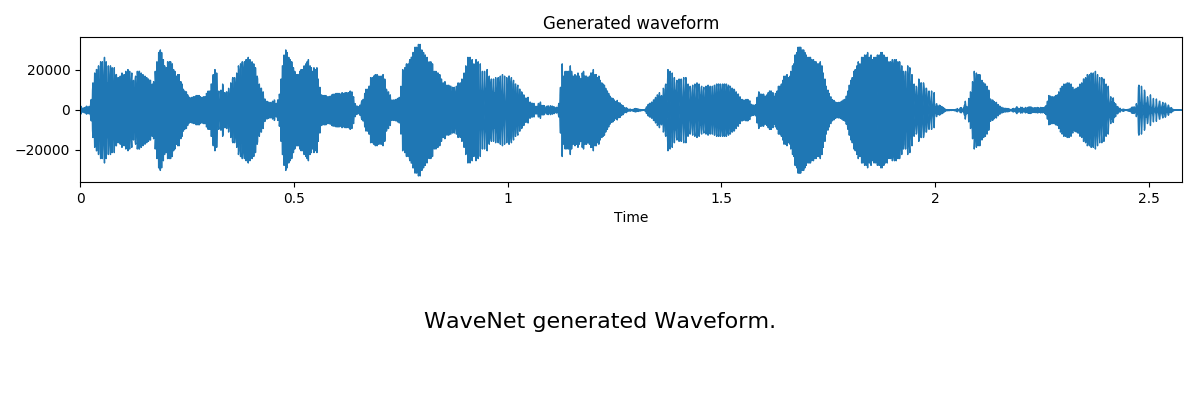 Generated waveform
20000
0
−20000
0 0.5 1 1.5 2 2.5
Time
WaveNet generated Waveform.